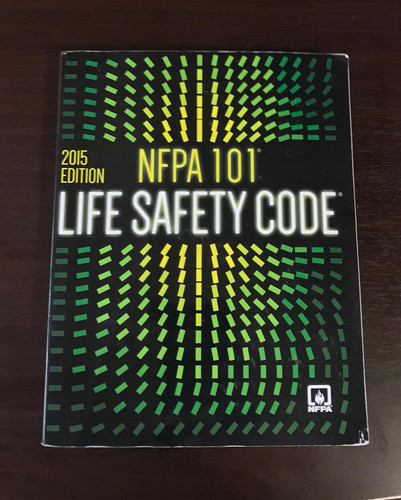 2015
EDITION
NFPA 101®
LIFE SAFETY CODE®
NFPA